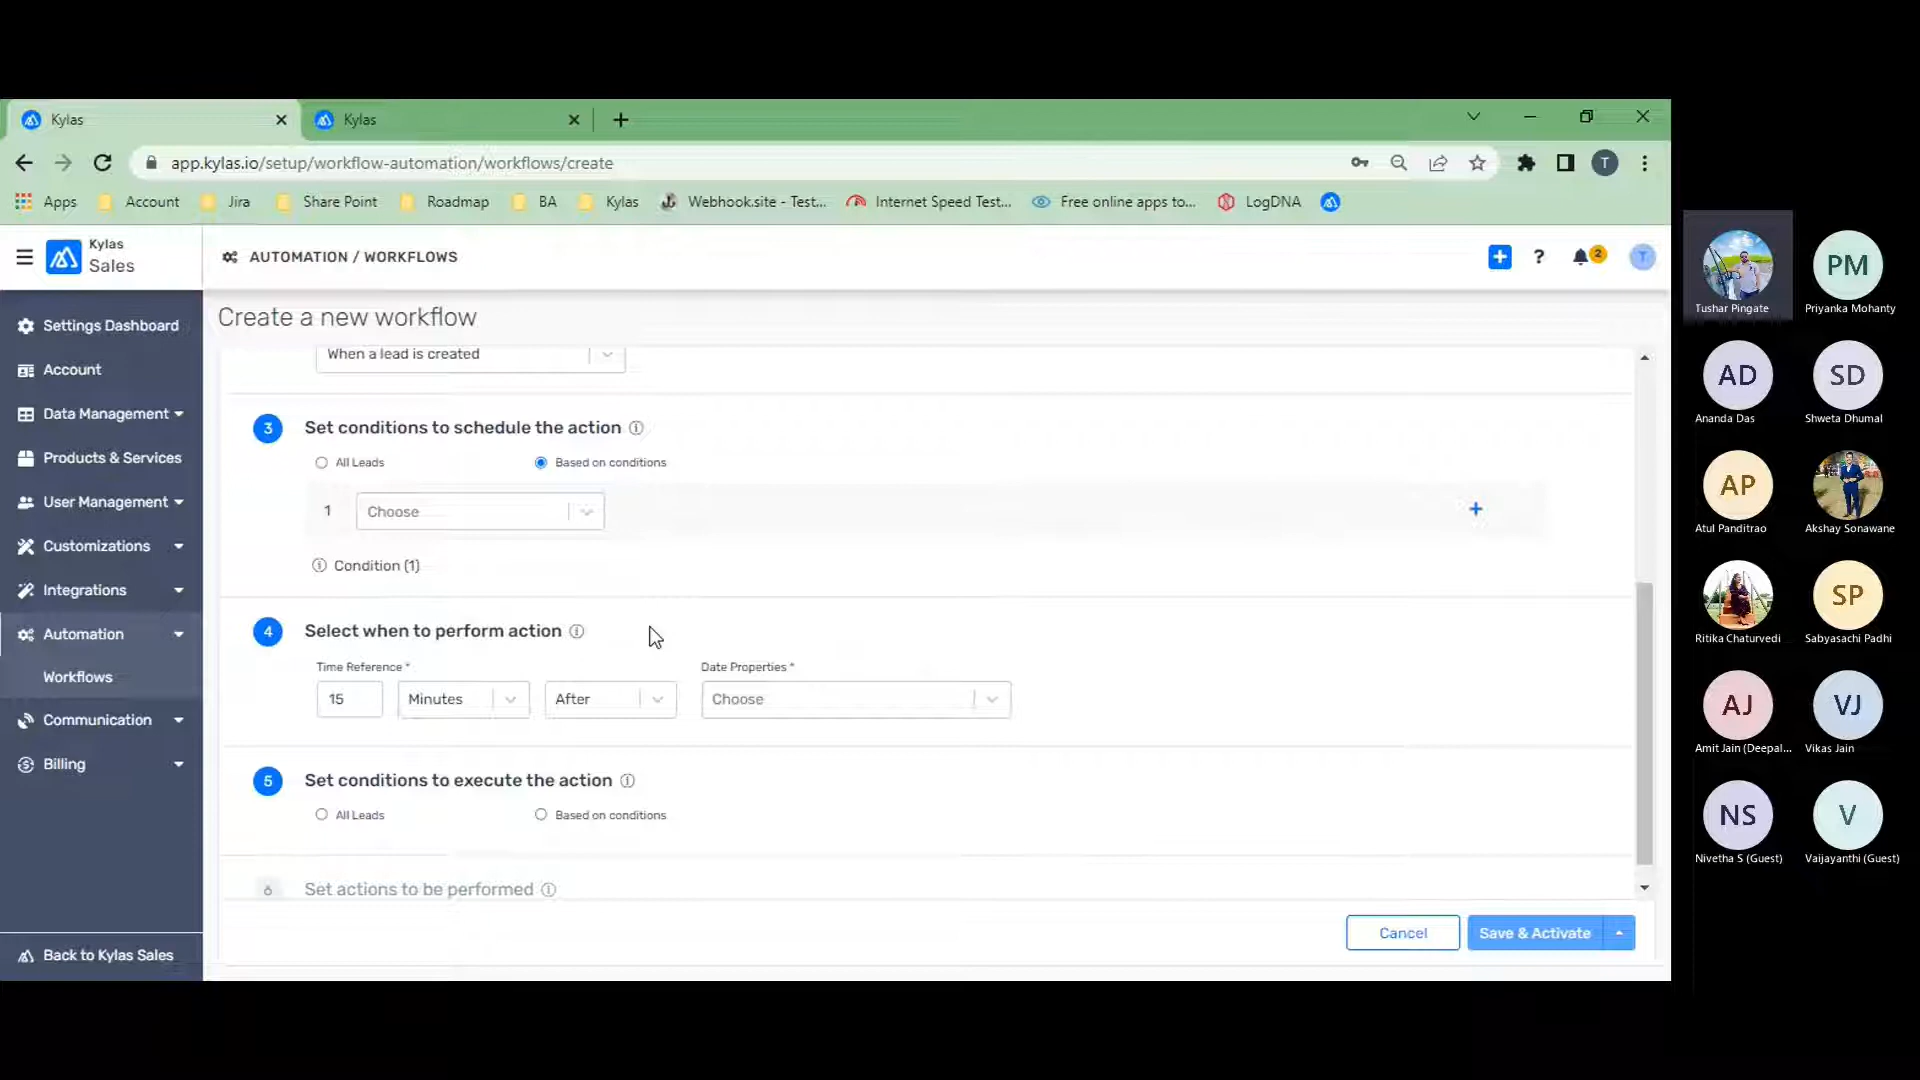 Kylas
Kylas
app.kylas.io/setup/workflow-automation/workflows/create
T
Apps
Account
Jira
Share Point
Roadmap
BA
Kylas
Webhook.site - Test...
Internet Speed Test...
Free online apps to...
LogDNA
Kylas
Sales
AUTOMATION / WORKFLOWS
?
2
T
Settings Dashboard
Account
Data Management
Products & Services
User Management
Customizations
Integrations
Automation
Workflows
Communication
Billing
Back to Kylas Sales
Create a new workflow
When a lead is created
3 Set conditions to schedule the action
All Leads
Based on conditions
1 Choose
Condition (1)
4 Select when to perform action
Time Reference *
Date Properties *
15 Minutes After Choose
5 Set conditions to execute the action
All Leads
Based on conditions
6 Set actions to be performed
Cancel
Save & Activate
Tushar Pingate
PM
Priyanka Mohanty
AD
Ananda Das
SD
Shweta Dhumal
AP
Atul Panditrao
Akshay Sonawane
Ritika Chaturvedi
SP
Sabyasachi Padhi
AJ
Amit Jain (Deepal...
VJ
Vikas Jain
NS
Nivetha S (Guest)
V
Vaijayanthi (Guest)